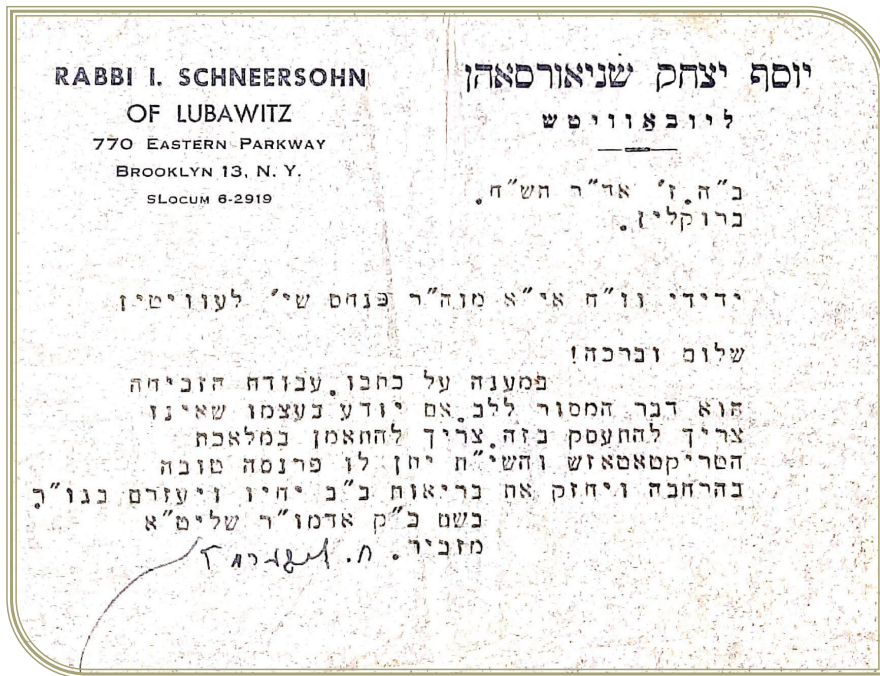 RABBI I. SCHNEERSOHN
OF LUBAWITZ
770 EASTERN PARKWAY
BROOKLYN 13, N. Y.
SLOCUM 6-2919
יוסף יצחק שניאורסאהן
ליובאוויטש
ב"ה.ז' אד"ר תש"ח.
ברוקלין.
ידידי וו"ח אי"א מוה"ר פנחס שי' לעוויטין
שלום וברכה!
במענה על כתבו.עבודת הזביחה
הוא דבר המסור ללב.אם יודע בעצמו שאינו
צריך להתעסק בזה.צריך להתאמן במלאכת
הטריקטאטאזש והשי"ת יתן לו פרנסה טובה
בהרחבה ויחזק את בריאות ב"ב יחיו ויעזרם בגו"ר.
בשם כ"ק אדמו"ר שליט"א
מזכיר.